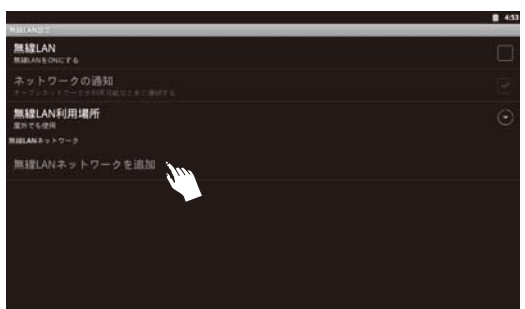 4:53
無線LAN設定
無線LAN
無線LANをONにする
ネットワークの通知
オープンネットワークが利用可能なときに通知する
無線LAN利用場所
屋外でも使用
無線LANネットワーク
無線LANネットワークを追加